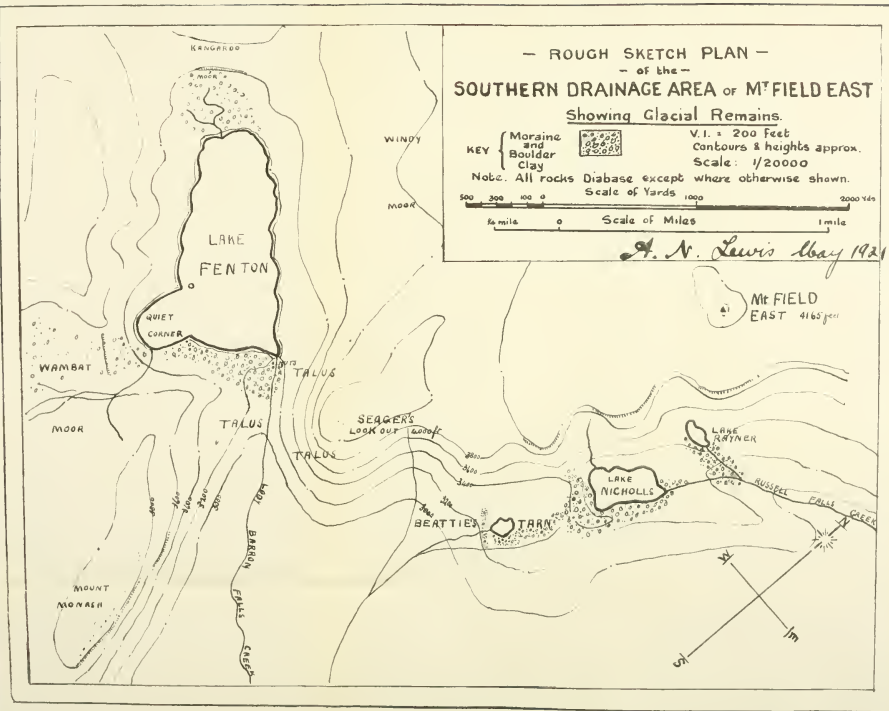 — ROUGH SKETCH PLAN —
— of the —
SOUTHERN DRAINAGE AREA OF MT FIELD EAST
Showing Glacial Remains.
KEY { Moraine and Boulder Clay
V.I. = 200 feet
Contours & heights approx.
Scale: 1/20000
Note. All rocks Diabase except where otherwise shown.
Scale of Yards
500 300 100 0 1000 2000 Yds
Scale of Miles
0 1 mile
A. N. Lewis May 1921
KANGAROO
MOOR
WINDY
MOOR
LAKE
FENTON
QUIET
CORNER
WAMBAT
MOOR
TALUS
TALUS
TALUS
Mt FIELD
EAST 4165 feet
SEAGER'S
LOOK OUT 4000ft
3800
3600
3400
LAKE
RAYNER
LAKE
NICHOLLS
RUSSELL
FALLS
CREEK
BEATTIE'S TARN
LADY
BARRON
FALLS
CREEK
MOUNT
MONASH
N
W
E
S